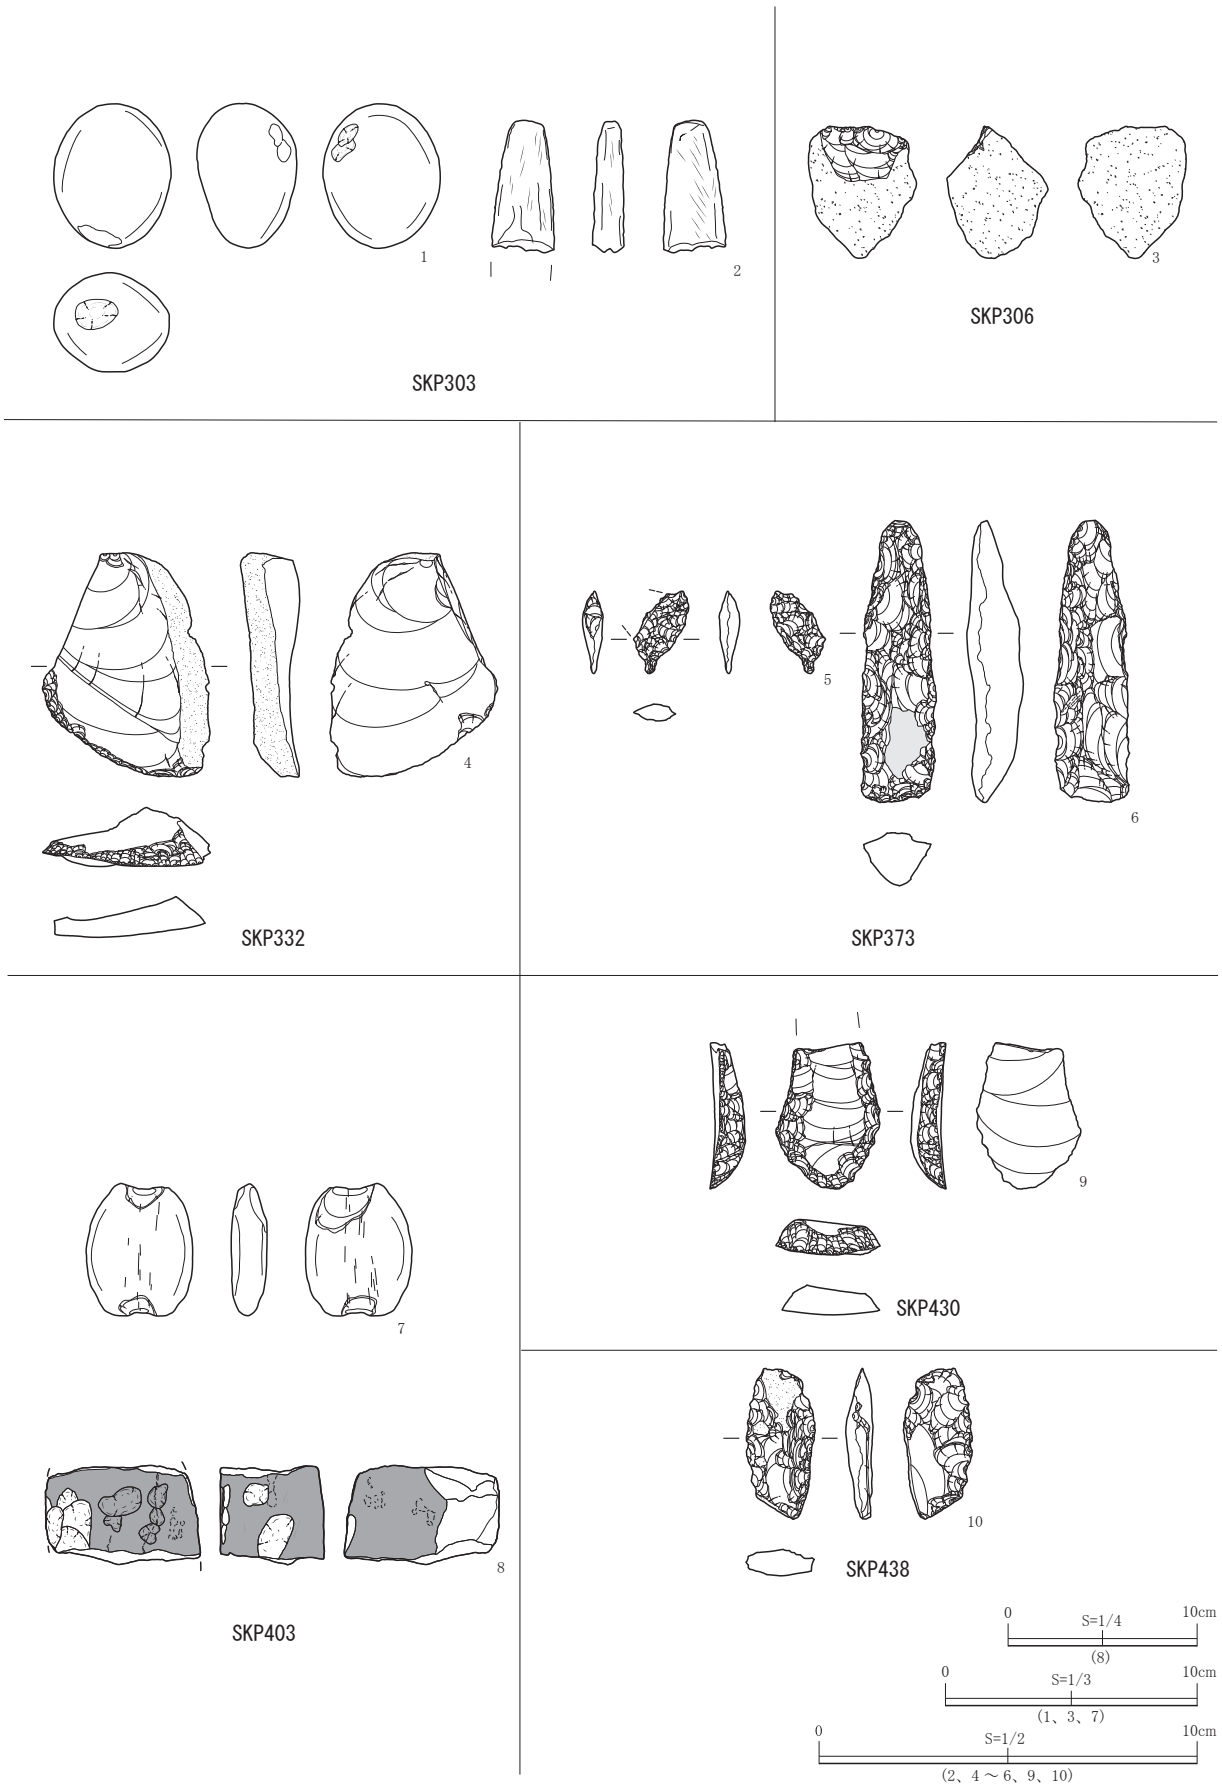 1
2
SKP303
3
SKP306
4
SKP332
5
6
SKP373
7
8
SKP403
9
SKP430
10
SKP438
0 S=1/4 10cm
(8)
0 S=1/3 10cm
(1、3、7)
0 S=1/2 10cm
(2、4～6、9、10)